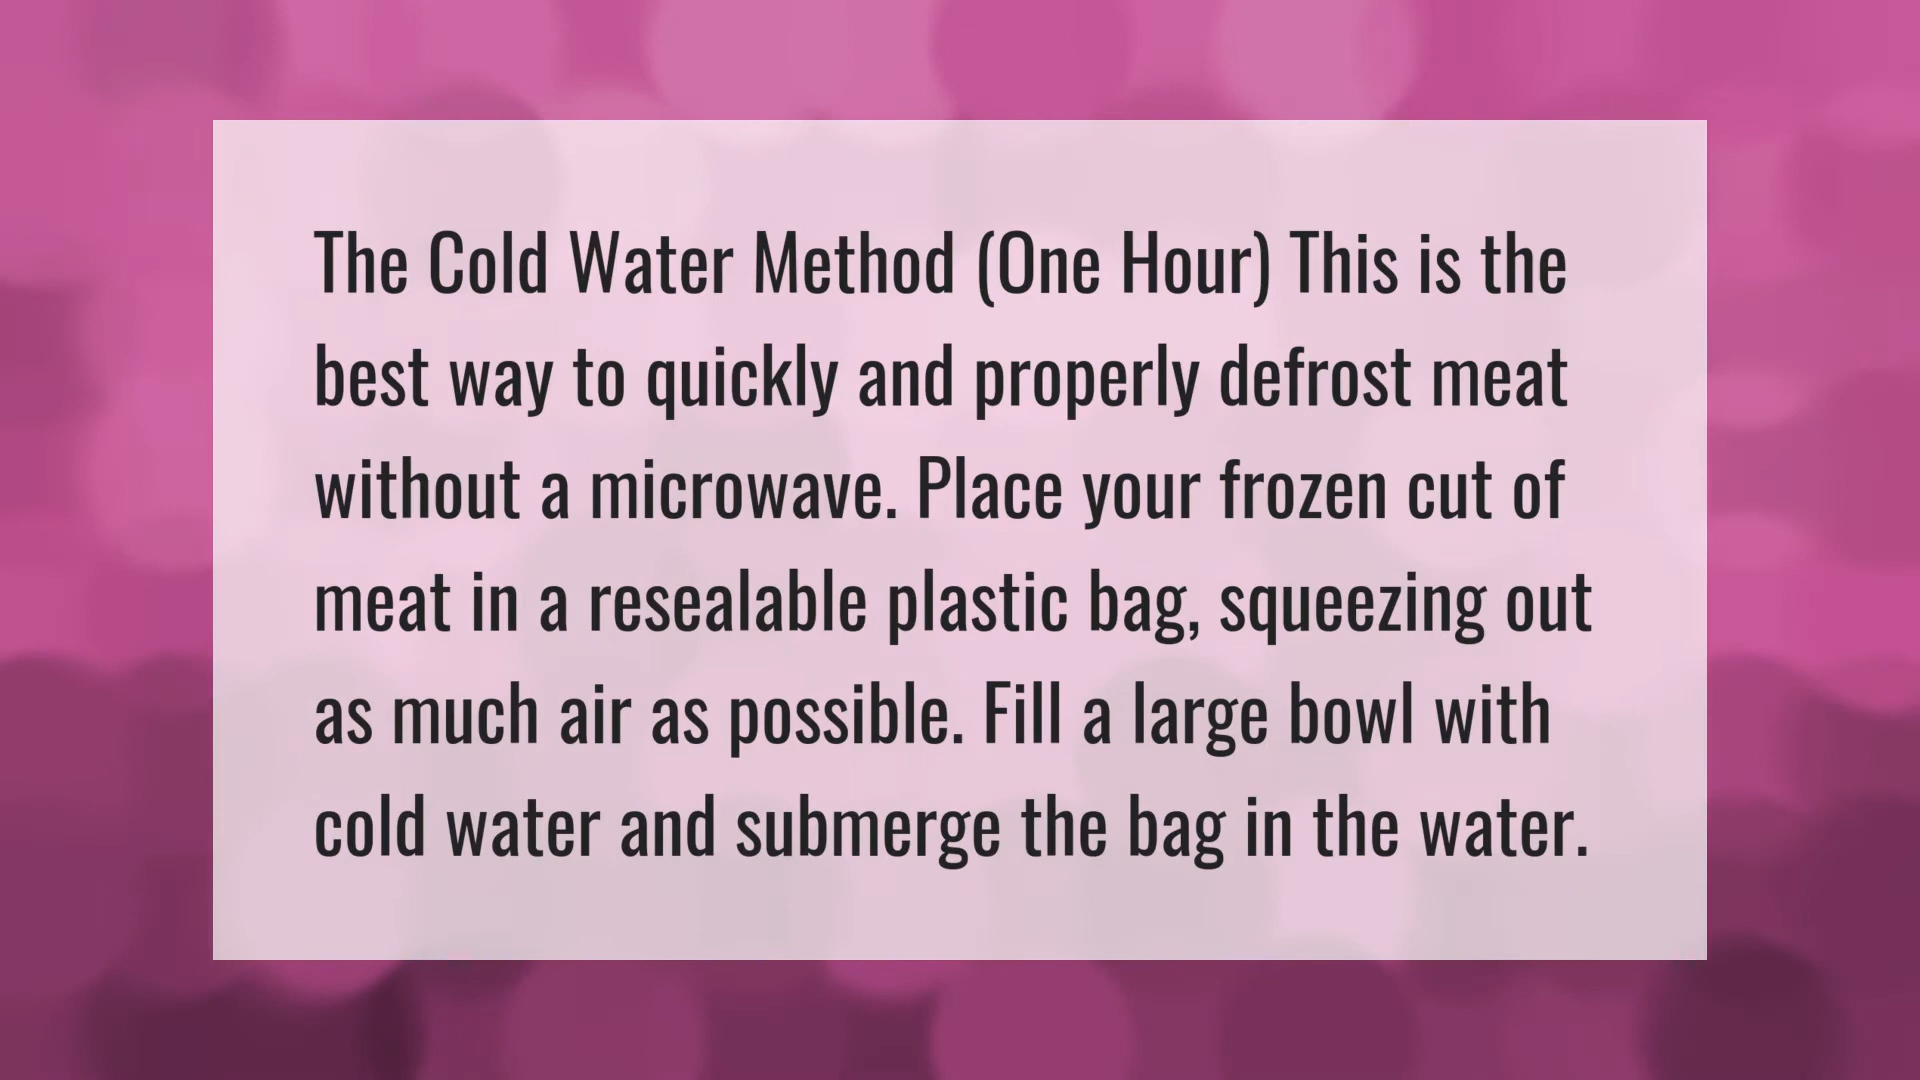 The Cold Water Method (One Hour) This is the
best way to quickly and properly defrost meat
without a microwave. Place your frozen cut of
meat in a resealable plastic bag, squeezing out
as much air as possible. Fill a large bowl with
cold water and submerge the bag in the water.